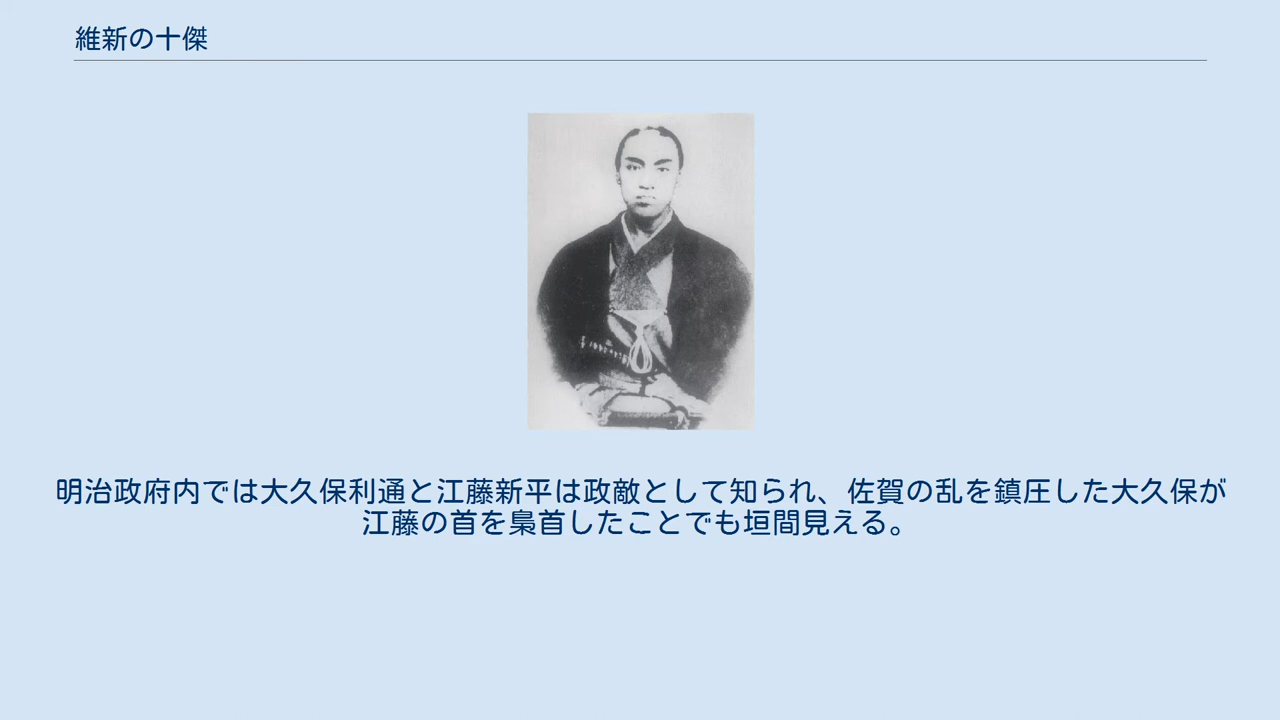 維新の十傑
明治政府内では大久保利通と江藤新平は政敵として知られ、佐賀の乱を鎮圧した大久保が
江藤の首を梟首したことでも垣間見える。